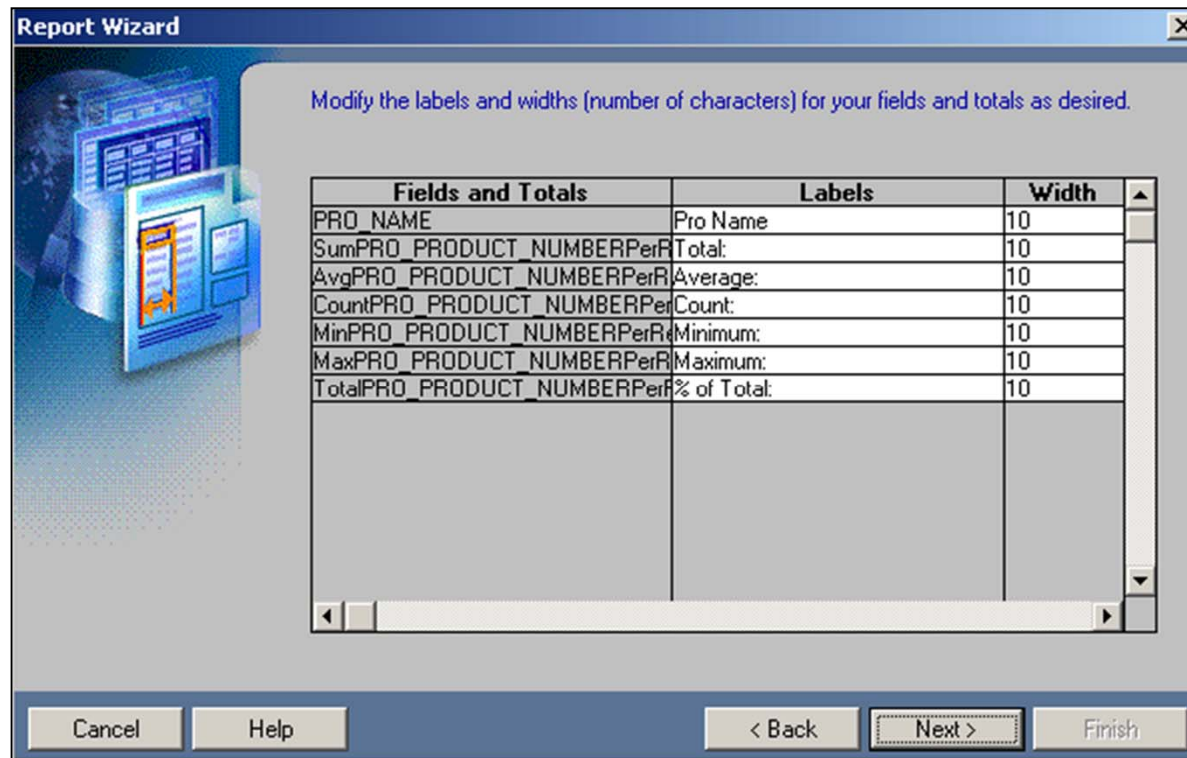 Report Wizard
Modify the labels and widths (number of characters) for your fields and totals as desired.
Fields and Totals Labels Width
PRO_NAME Pro Name 10
SumPRO_PRODUCT_NUMBERPerR Total: 10
AvgPRO_PRODUCT_NUMBERPerR Average: 10
CountPRO_PRODUCT_NUMBERPer Count: 10
MinPRO_PRODUCT_NUMBERPerRe Minimum: 10
MaxPRO_PRODUCT_NUMBERPerR Maximum: 10
TotalPRO_PRODUCT_NUMBERPerF % of Total: 10
Cancel Help < Back Next > Finish